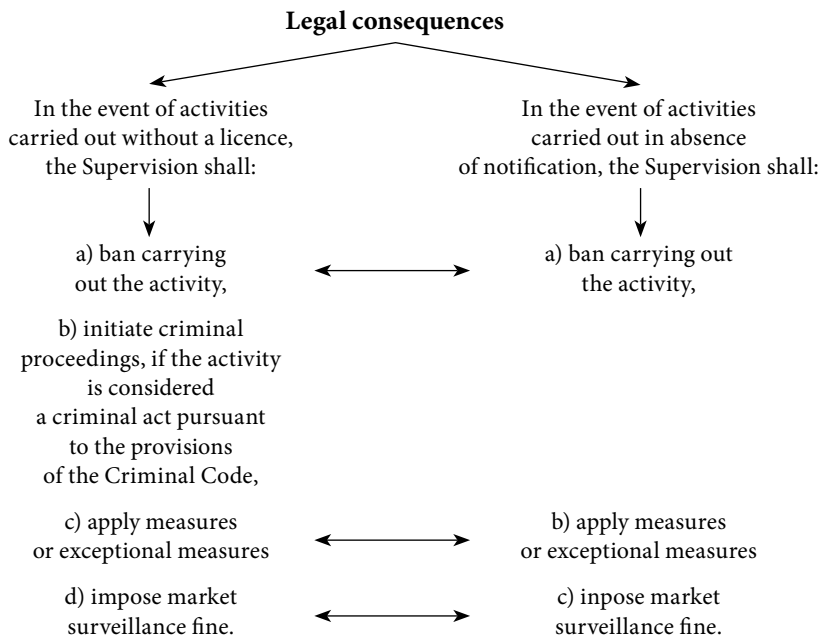 Legal consequences
In the event of activities
carried out without a licence,
the Supervision shall:
In the event of activities
carried out in absence
of notification, the Supervision shall:
a) ban carrying
out the activity,
a) ban carrying out
the activity,
b) initiate criminal
proceedings, if the activity
is considered
a criminal act pursuant
to the provisions
of the Criminal Code,
c) apply measures
or exceptional measures
b) apply measures
or exceptional measures
d) impose market
surveillance fine.
c) inpose market
surveillance fine.